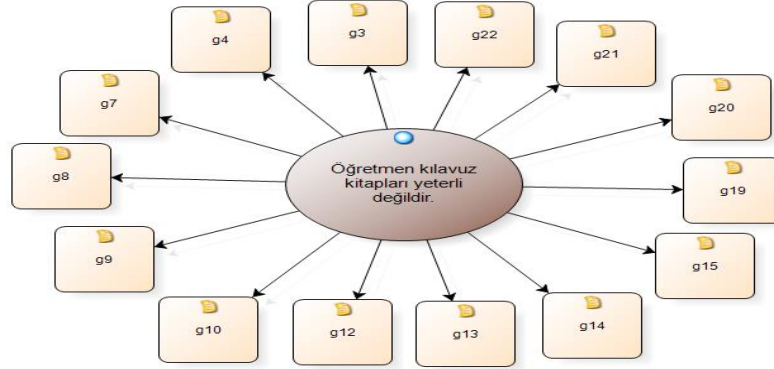 g4
g3
g22
g21
g7
g20
g8
Öğretmen kılavuz
kitapları yeterli
değildir.
g19
g9
g15
g10
g12
g13
g14